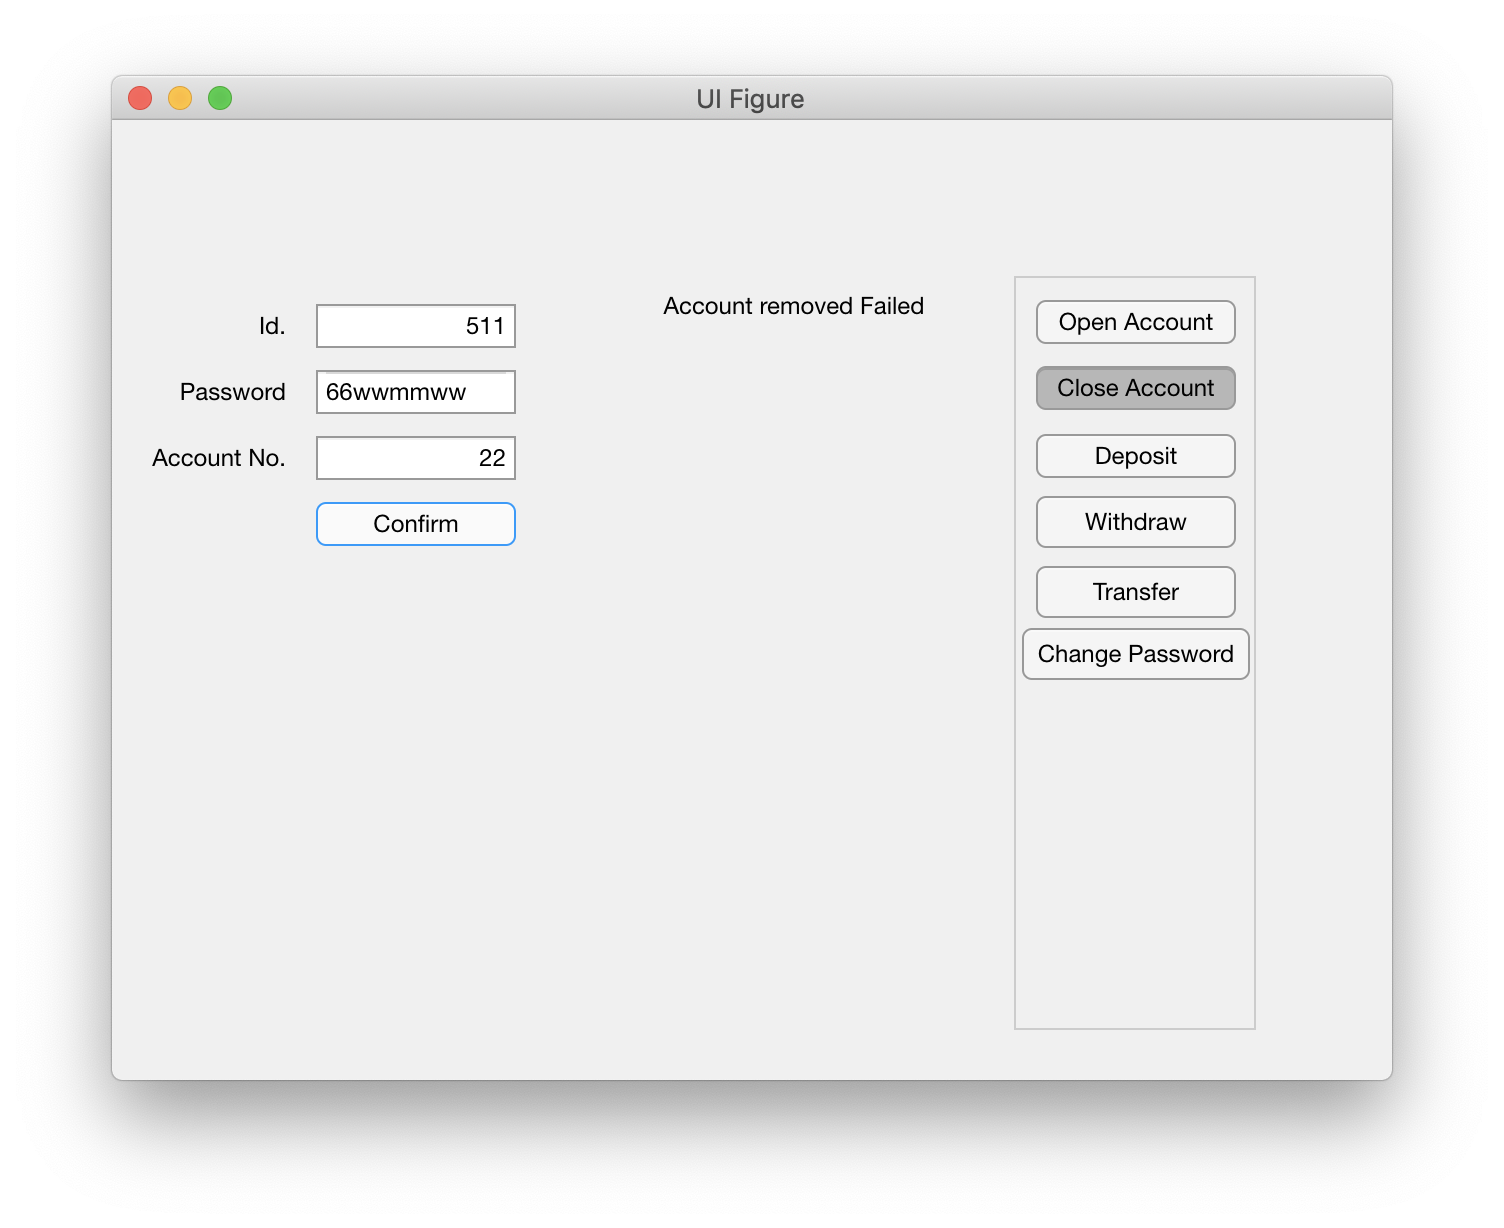 UI Figure
Id.
511
Password
66wwmmww
Account No.
22
Confirm
Account removed Failed
Open Account
Close Account
Deposit
Withdraw
Transfer
Change Password